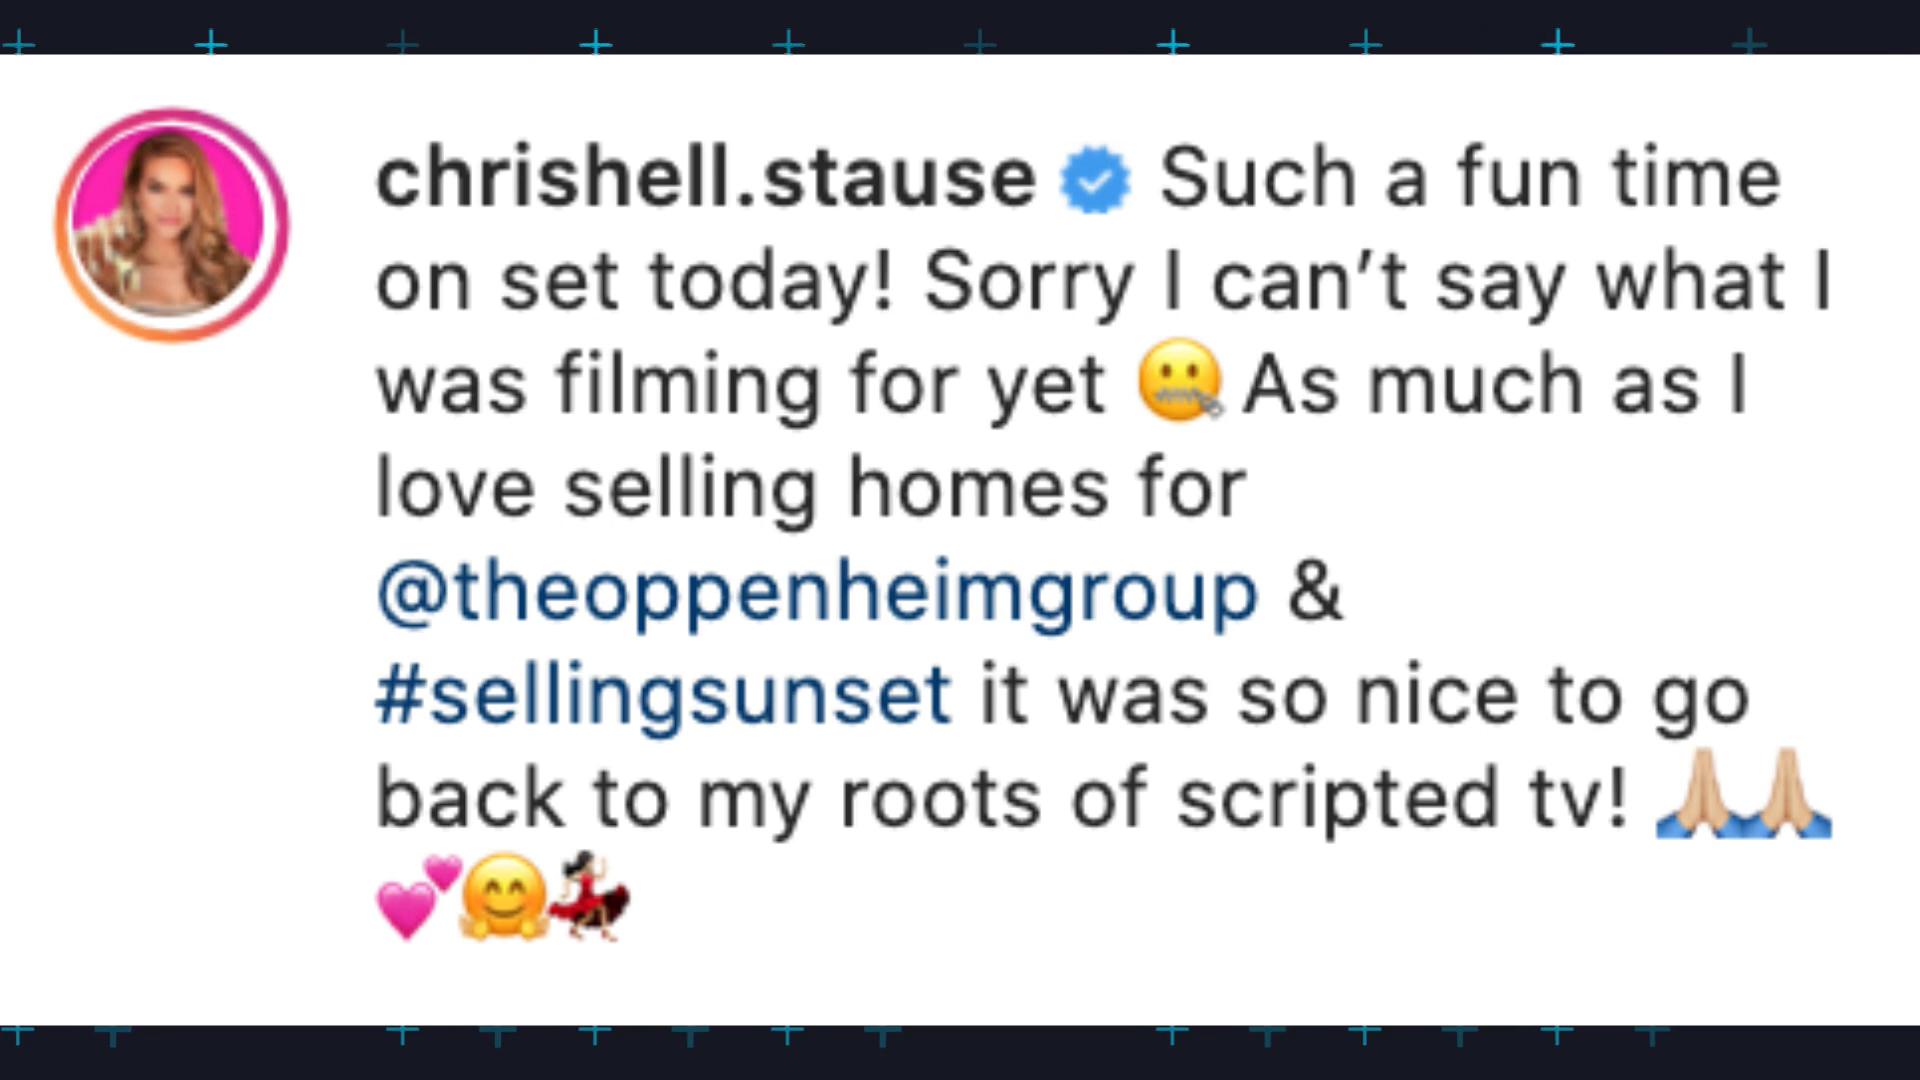 chrishell.stause Such a fun time
on set today! Sorry I can’t say what I
was filming for yet 🤐 As much as I
love selling homes for
@theoppenheimgroup &
#sellingsunset it was so nice to go
back to my roots of scripted tv! 🙏🏼🙏🏼
💕🤗💃🏻